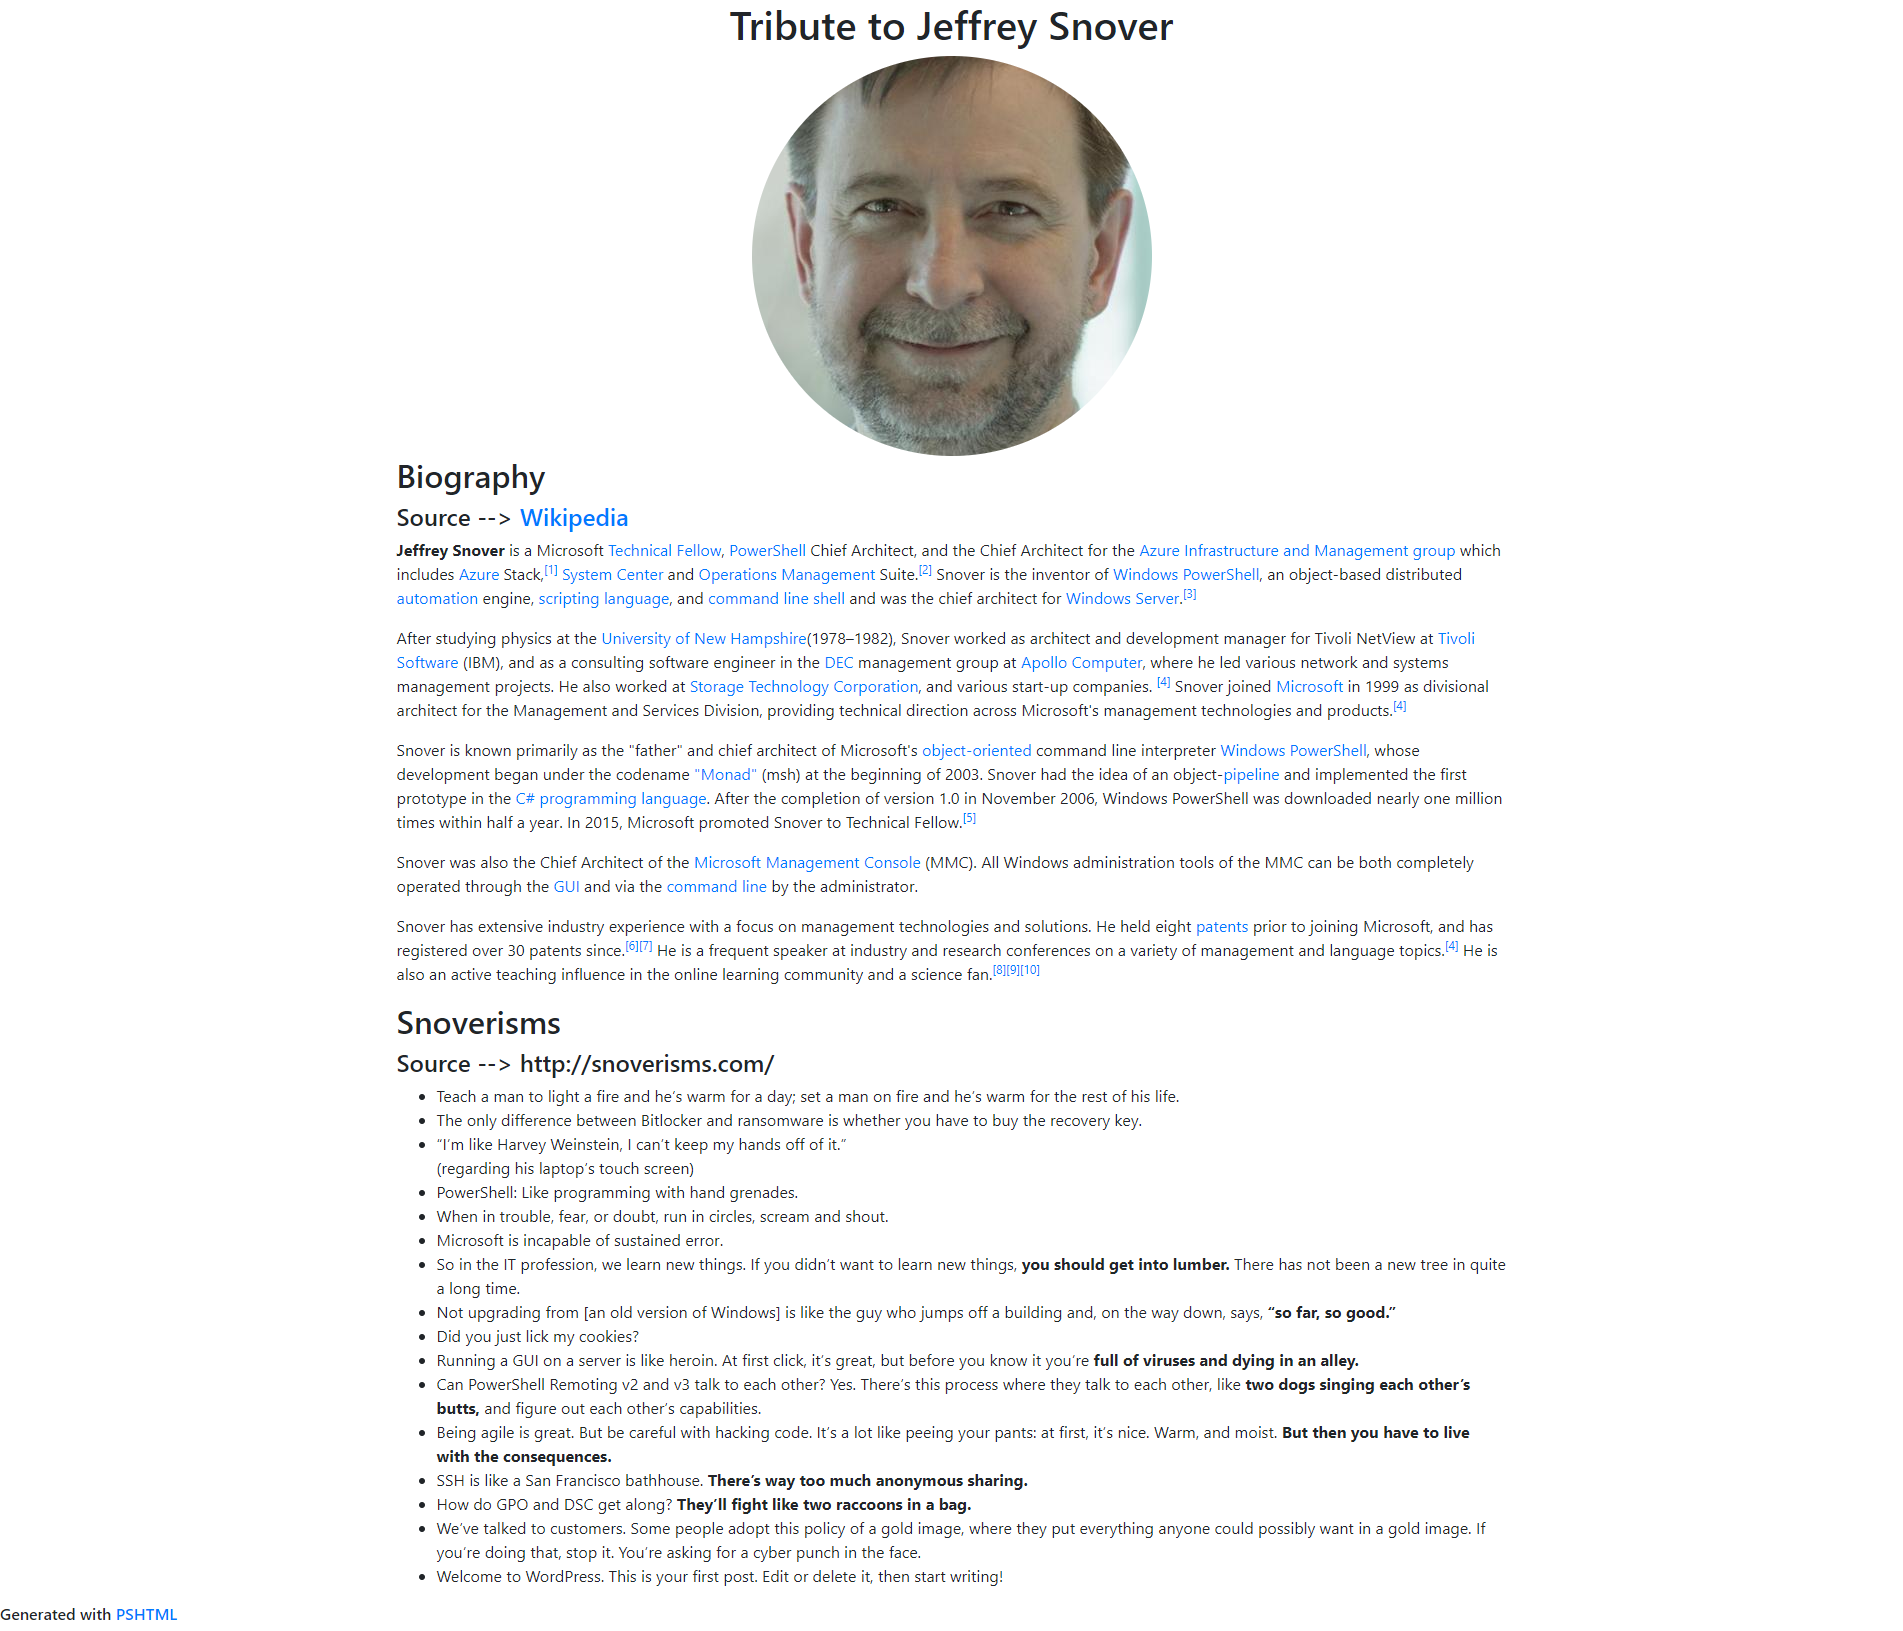 Tribute to Jeffrey Snover
Biography
Source --> Wikipedia
Jeffrey Snover is a Microsoft Technical Fellow, PowerShell Chief Architect, and the Chief Architect for the Azure Infrastructure and Management group which
includes Azure Stack,[1] System Center and Operations Management Suite.[2] Snover is the inventor of Windows PowerShell, an object-based distributed
automation engine, scripting language, and command line shell and was the chief architect for Windows Server.[3]
After studying physics at the University of New Hampshire(1978–1982), Snover worked as architect and development manager for Tivoli NetView at Tivoli
Software (IBM), and as a consulting software engineer in the DEC management group at Apollo Computer, where he led various network and systems
management projects. He also worked at Storage Technology Corporation, and various start-up companies. [4] Snover joined Microsoft in 1999 as divisional
architect for the Management and Services Division, providing technical direction across Microsoft's management technologies and products.[4]
Snover is known primarily as the "father" and chief architect of Microsoft's object-oriented command line interpreter Windows PowerShell, whose
development began under the codename "Monad" (msh) at the beginning of 2003. Snover had the idea of an object-pipeline and implemented the first
prototype in the C# programming language. After the completion of version 1.0 in November 2006, Windows PowerShell was downloaded nearly one million
times within half a year. In 2015, Microsoft promoted Snover to Technical Fellow.[5]
Snover was also the Chief Architect of the Microsoft Management Console (MMC). All Windows administration tools of the MMC can be both completely
operated through the GUI and via the command line by the administrator.
Snover has extensive industry experience with a focus on management technologies and solutions. He held eight patents prior to joining Microsoft, and has
registered over 30 patents since.[6][7] He is a frequent speaker at industry and research conferences on a variety of management and language topics.[4] He is
also an active teaching influence in the online learning community and a science fan.[8][9][10]
Snoverisms
Source --> http://snoverisms.com/
• Teach a man to light a fire and he’s warm for a day; set a man on fire and he’s warm for the rest of his life.
• The only difference between Bitlocker and ransomware is whether you have to buy the recovery key.
• “I’m like Harvey Weinstein, I can’t keep my hands off of it.”
(regarding his laptop’s touch screen)
• PowerShell: Like programming with hand grenades.
• When in trouble, fear, or doubt, run in circles, scream and shout.
• Microsoft is incapable of sustained error.
• So in the IT profession, we learn new things. If you didn’t want to learn new things, you should get into lumber. There has not been a new tree in quite
a long time.
• Not upgrading from [an old version of Windows] is like the guy who jumps off a building and, on the way down, says, “so far, so good.”
• Did you just lick my cookies?
• Running a GUI on a server is like heroin. At first click, it’s great, but before you know it you’re full of viruses and dying in an alley.
• Can PowerShell Remoting v2 and v3 talk to each other? Yes. There’s this process where they talk to each other, like two dogs singing each other’s
butts, and figure out each other’s capabilities.
• Being agile is great. But be careful with hacking code. It’s a lot like peeing your pants: at first, it’s nice. Warm, and moist. But then you have to live
with the consequences.
• SSH is like a San Francisco bathhouse. There’s way too much anonymous sharing.
• How do GPO and DSC get along? They’ll fight like two raccoons in a bag.
• We’ve talked to customers. Some people adopt this policy of a gold image, where they put everything anyone could possibly want in a gold image. If
you’re doing that, stop it. You’re asking for a cyber punch in the face.
• Welcome to WordPress. This is your first post. Edit or delete it, then start writing!
Generated with PSHTML